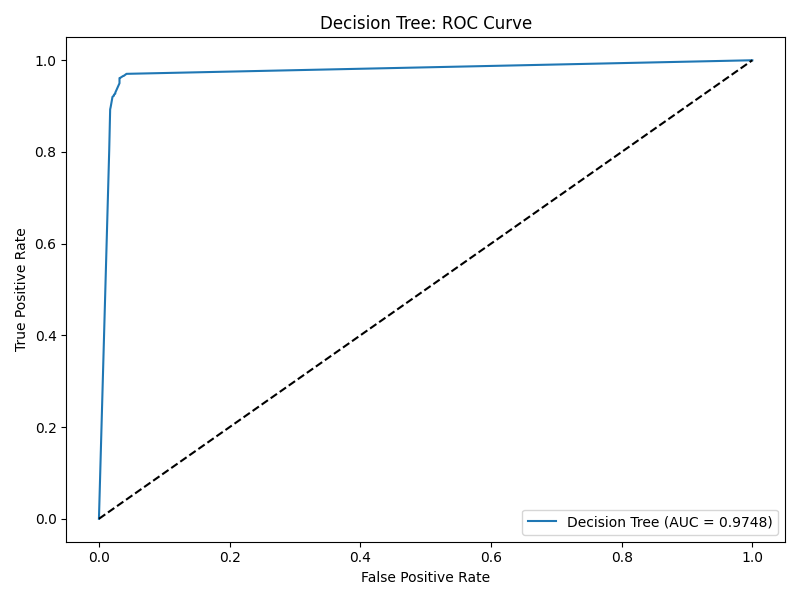 Decision Tree: ROC Curve
True Positive Rate
1.0
0.8
0.6
0.4
0.2
0.0
Decision Tree (AUC = 0.9748)
0.0 0.2 0.4 0.6 0.8 1.0
False Positive Rate